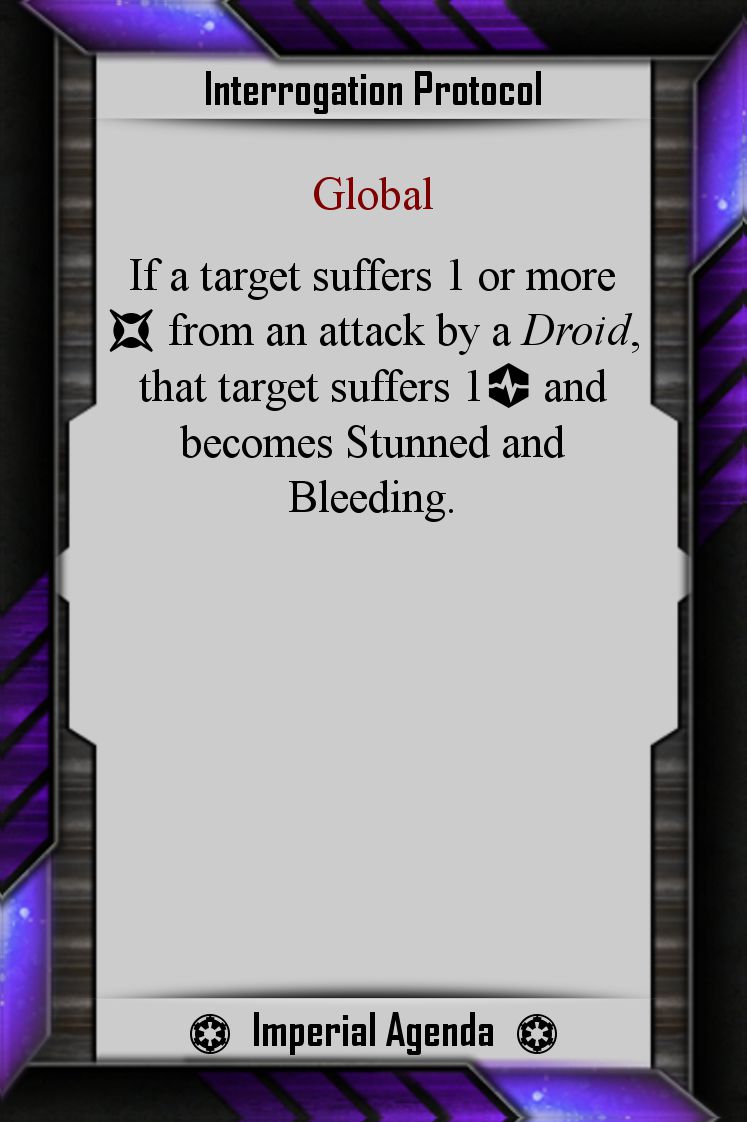 Interrogation Protocol
Global
If a target suffers 1 or more
from an attack by a Droid,
that target suffers 1 and
becomes Stunned and
Bleeding.
Imperial Agenda